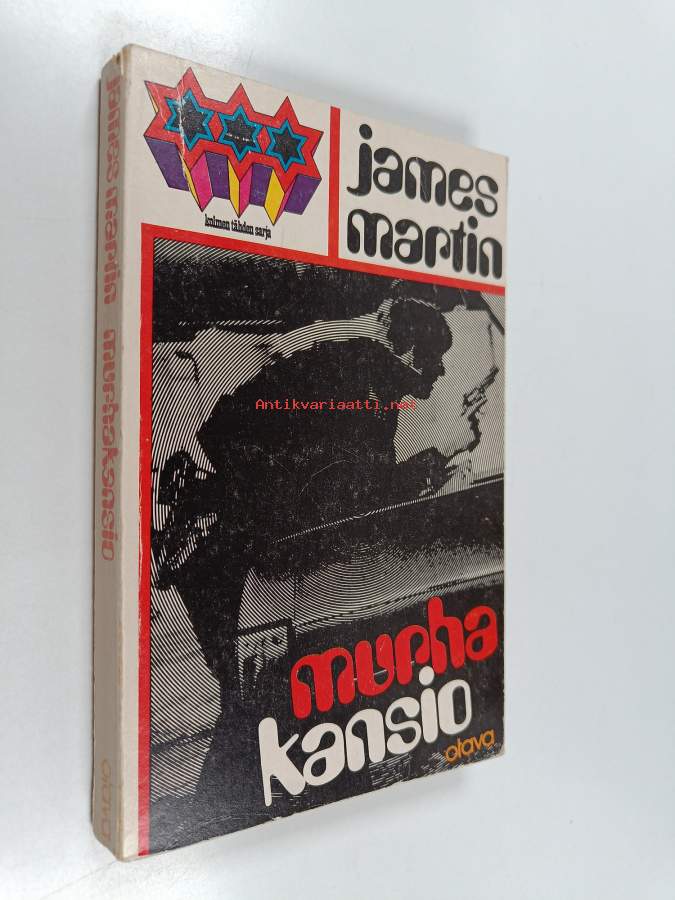 kolmen tähden sarja
james
martin
Antikvariaatti.net
murha
kansio
otava
james martin murhakansio
otava